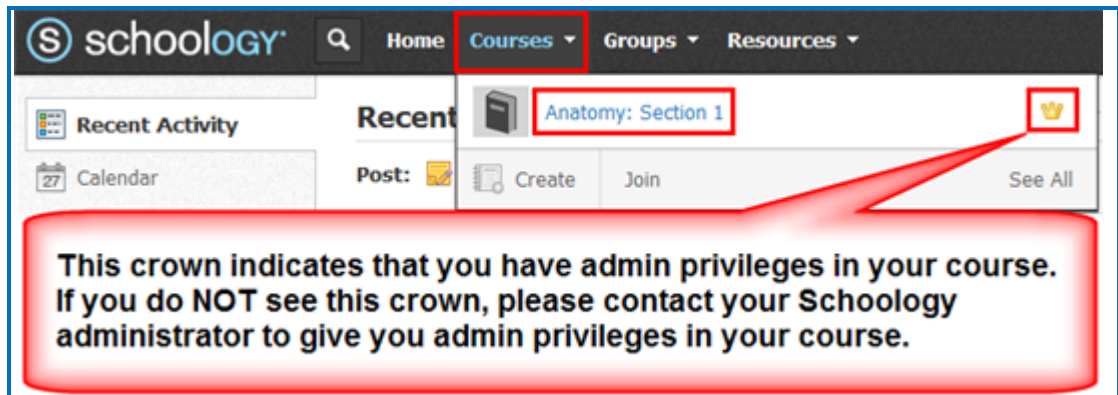 S schoology Home Courses Groups Resources
Anatomy: Section 1
Recent Activity
Recent
27 Calendar
Post:
Create Join See All
This crown indicates that you have admin privileges in your course.
If you do NOT see this crown, please contact your Schoology
administrator to give you admin privileges in your course.